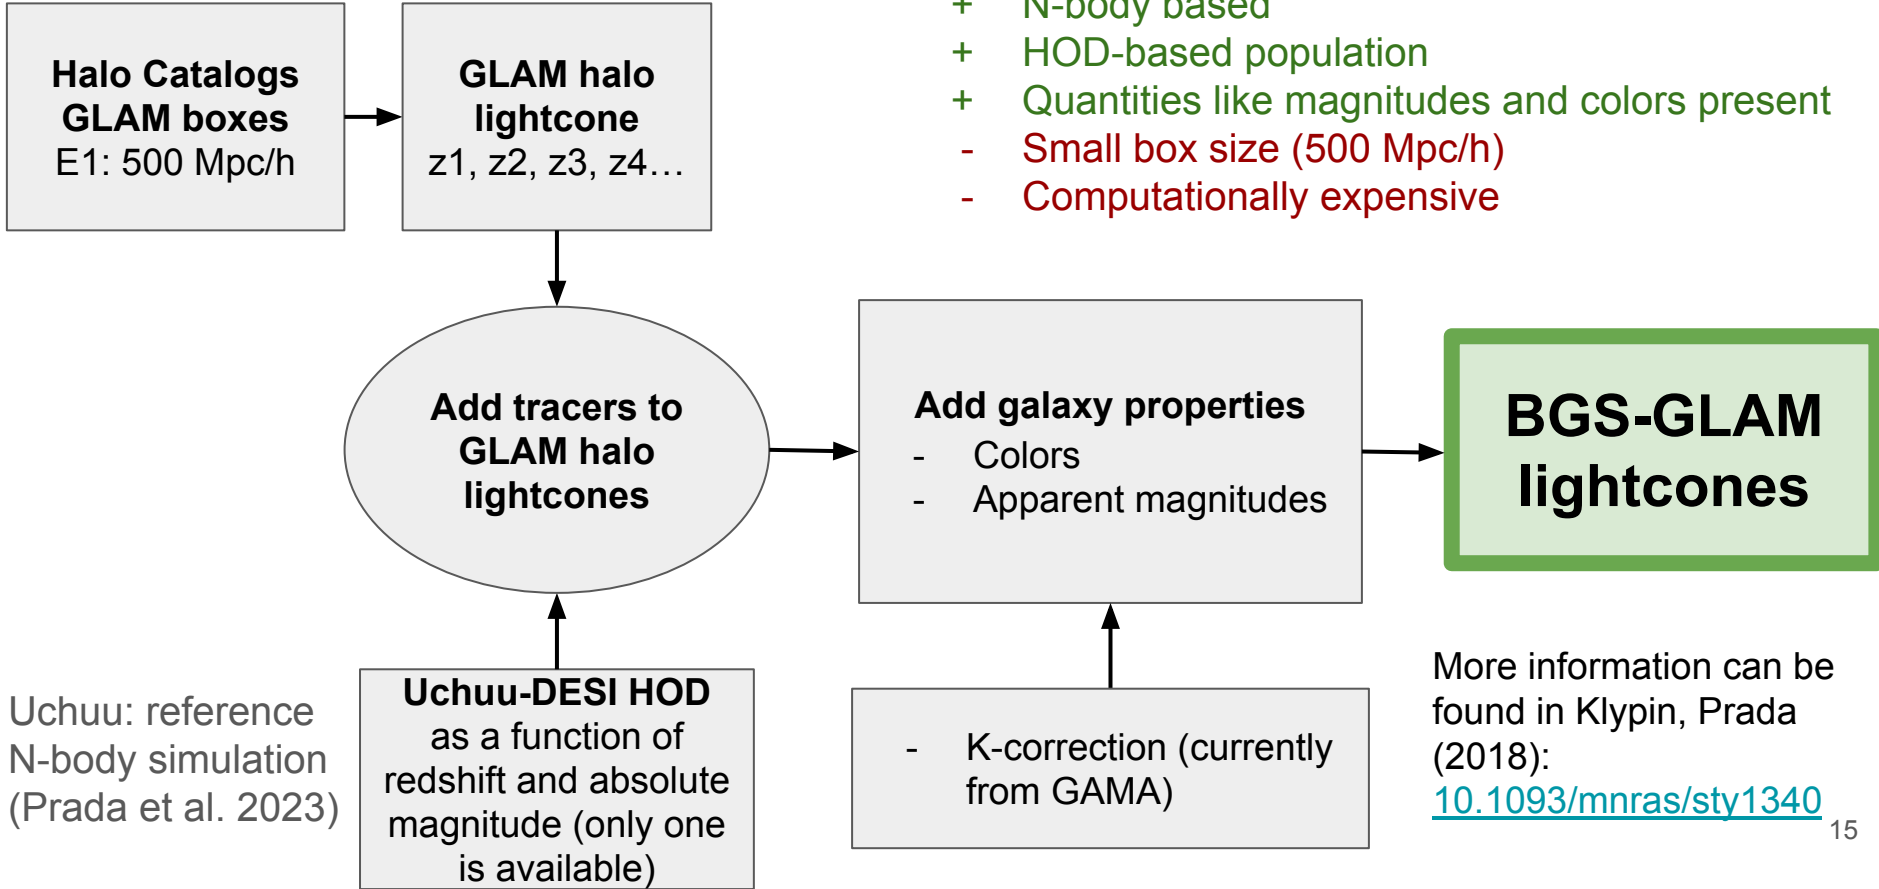 Halo Catalogs
GLAM boxes
E1: 500 Mpc/h
GLAM halo
lightcone
z1, z2, z3, z4…
+ N-body based
+ HOD-based population
+ Quantities like magnitudes and colors present
- Small box size (500 Mpc/h)
- Computationally expensive
Add tracers to
GLAM halo
lightcones
Add galaxy properties
- Colors
- Apparent magnitudes
BGS-GLAM
lightcones
Uchuu: reference
N-body simulation
(Prada et al. 2023)
Uchuu-DESI HOD
as a function of
redshift and absolute
magnitude (only one
is available)
- K-correction (currently
from GAMA)
More information can be
found in Klypin, Prada
(2018):
10.1093/mnras/sty1340
15